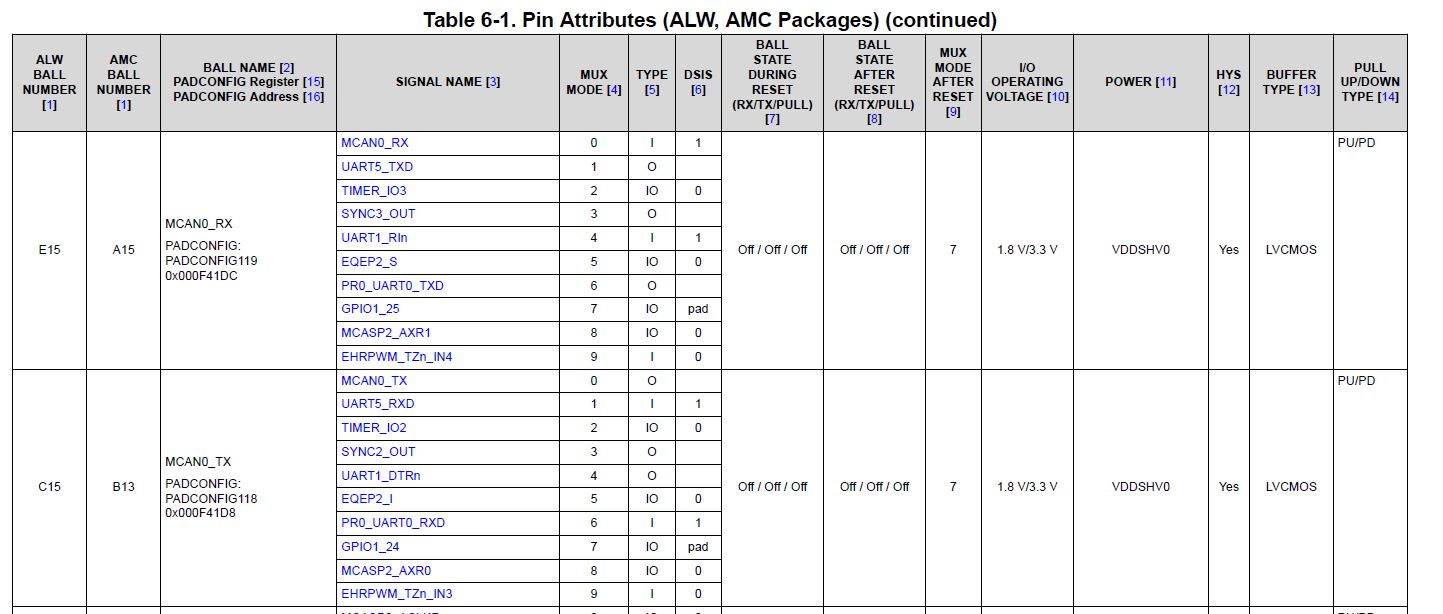 Table 6-1. Pin Attributes (ALW, AMC Packages) (continued)
ALW BALL NUMBER [1] AMC BALL NUMBER [1] BALL NAME [2] PADCONFIG Register [15] PADCONFIG Address [16] SIGNAL NAME [3] MUX MODE [4] TYPE [5] DSIS [6] BALL STATE DURING RESET (RX/TX/PULL) [7] BALL STATE AFTER RESET (RX/TX/PULL) [8] MUX MODE AFTER RESET [9] I/O OPERATING VOLTAGE [10] POWER [11] HYS [12] BUFFER TYPE [13] PULL UP/DOWN TYPE [14]
E15 A15 MCAN0_RX PADCONFIG: PADCONFIG119 0x000F41DC
MCAN0_RX 0 I 1
UART5_TXD 1 O
TIMER_IO3 2 IO 0
SYNC3_OUT 3 O
UART1_RIn 4 I 1
EQEP2_S 5 IO 0
PR0_UART0_TXD 6 O
GPIO1_25 7 IO pad
MCASP2_AXR1 8 IO 0
EHRPWM_TZn_IN4 9 I 0
Off / Off / Off Off / Off / Off 7 1.8 V/3.3 V VDDSHV0 Yes LVCMOS PU/PD
C15 B13 MCAN0_TX PADCONFIG: PADCONFIG118 0x000F41D8
MCAN0_TX 0 O
UART5_RXD 1 I 1
TIMER_IO2 2 IO 0
SYNC2_OUT 3 O
UART1_DTRn 4 O
EQEP2_I 5 IO 0
PR0_UART0_RXD 6 I 1
GPIO1_24 7 IO pad
MCASP2_AXR0 8 IO 0
EHRPWM_TZn_IN3 9 I 0
Off / Off / Off Off / Off / Off 7 1.8 V/3.3 V VDDSHV0 Yes LVCMOS PU/PD